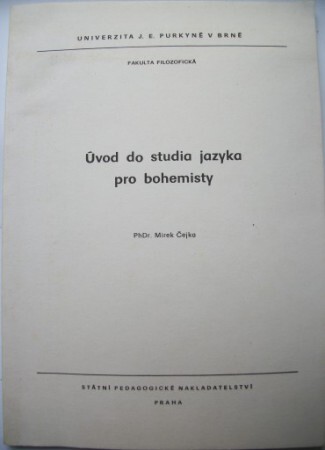 UNIVERZITA J. E. PURKYNĚ V BRNĚ
FAKULTA FILOZOFICKÁ
Úvod do studia jazyka
pro bohemisty
PhDr. Mirek Čejka
STÁTNÍ PEDAGOGICKÉ NAKLADATELSTVÍ
PRAHA